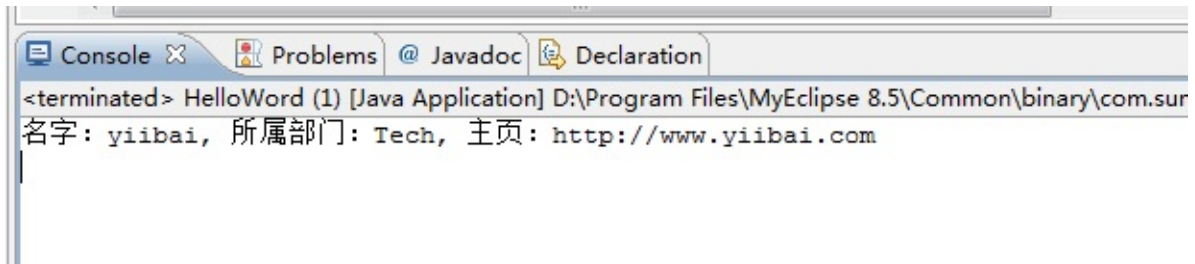 Console Problems @ Javadoc Declaration
<terminated> HelloWord (1) [Java Application] D:\Program Files\MyEclipse 8.5\Common\binary\com.sun
名字：yiibai, 所属部门：Tech, 主页：http://www.yiibai.com